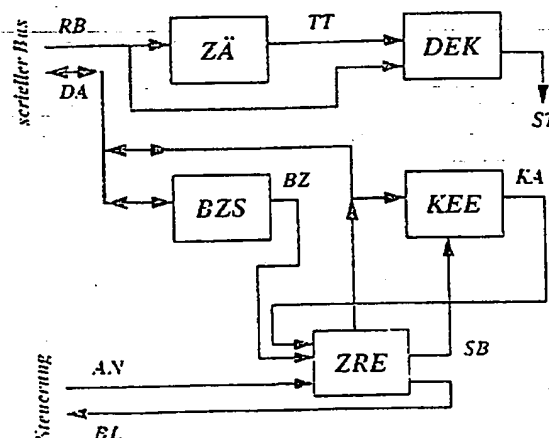 serieller Bus
RB
DA
ZÄ
TT
DEK
ST
BZS
BZ
KEE
KA
ZRE
SB
Steuerung
AN
BL